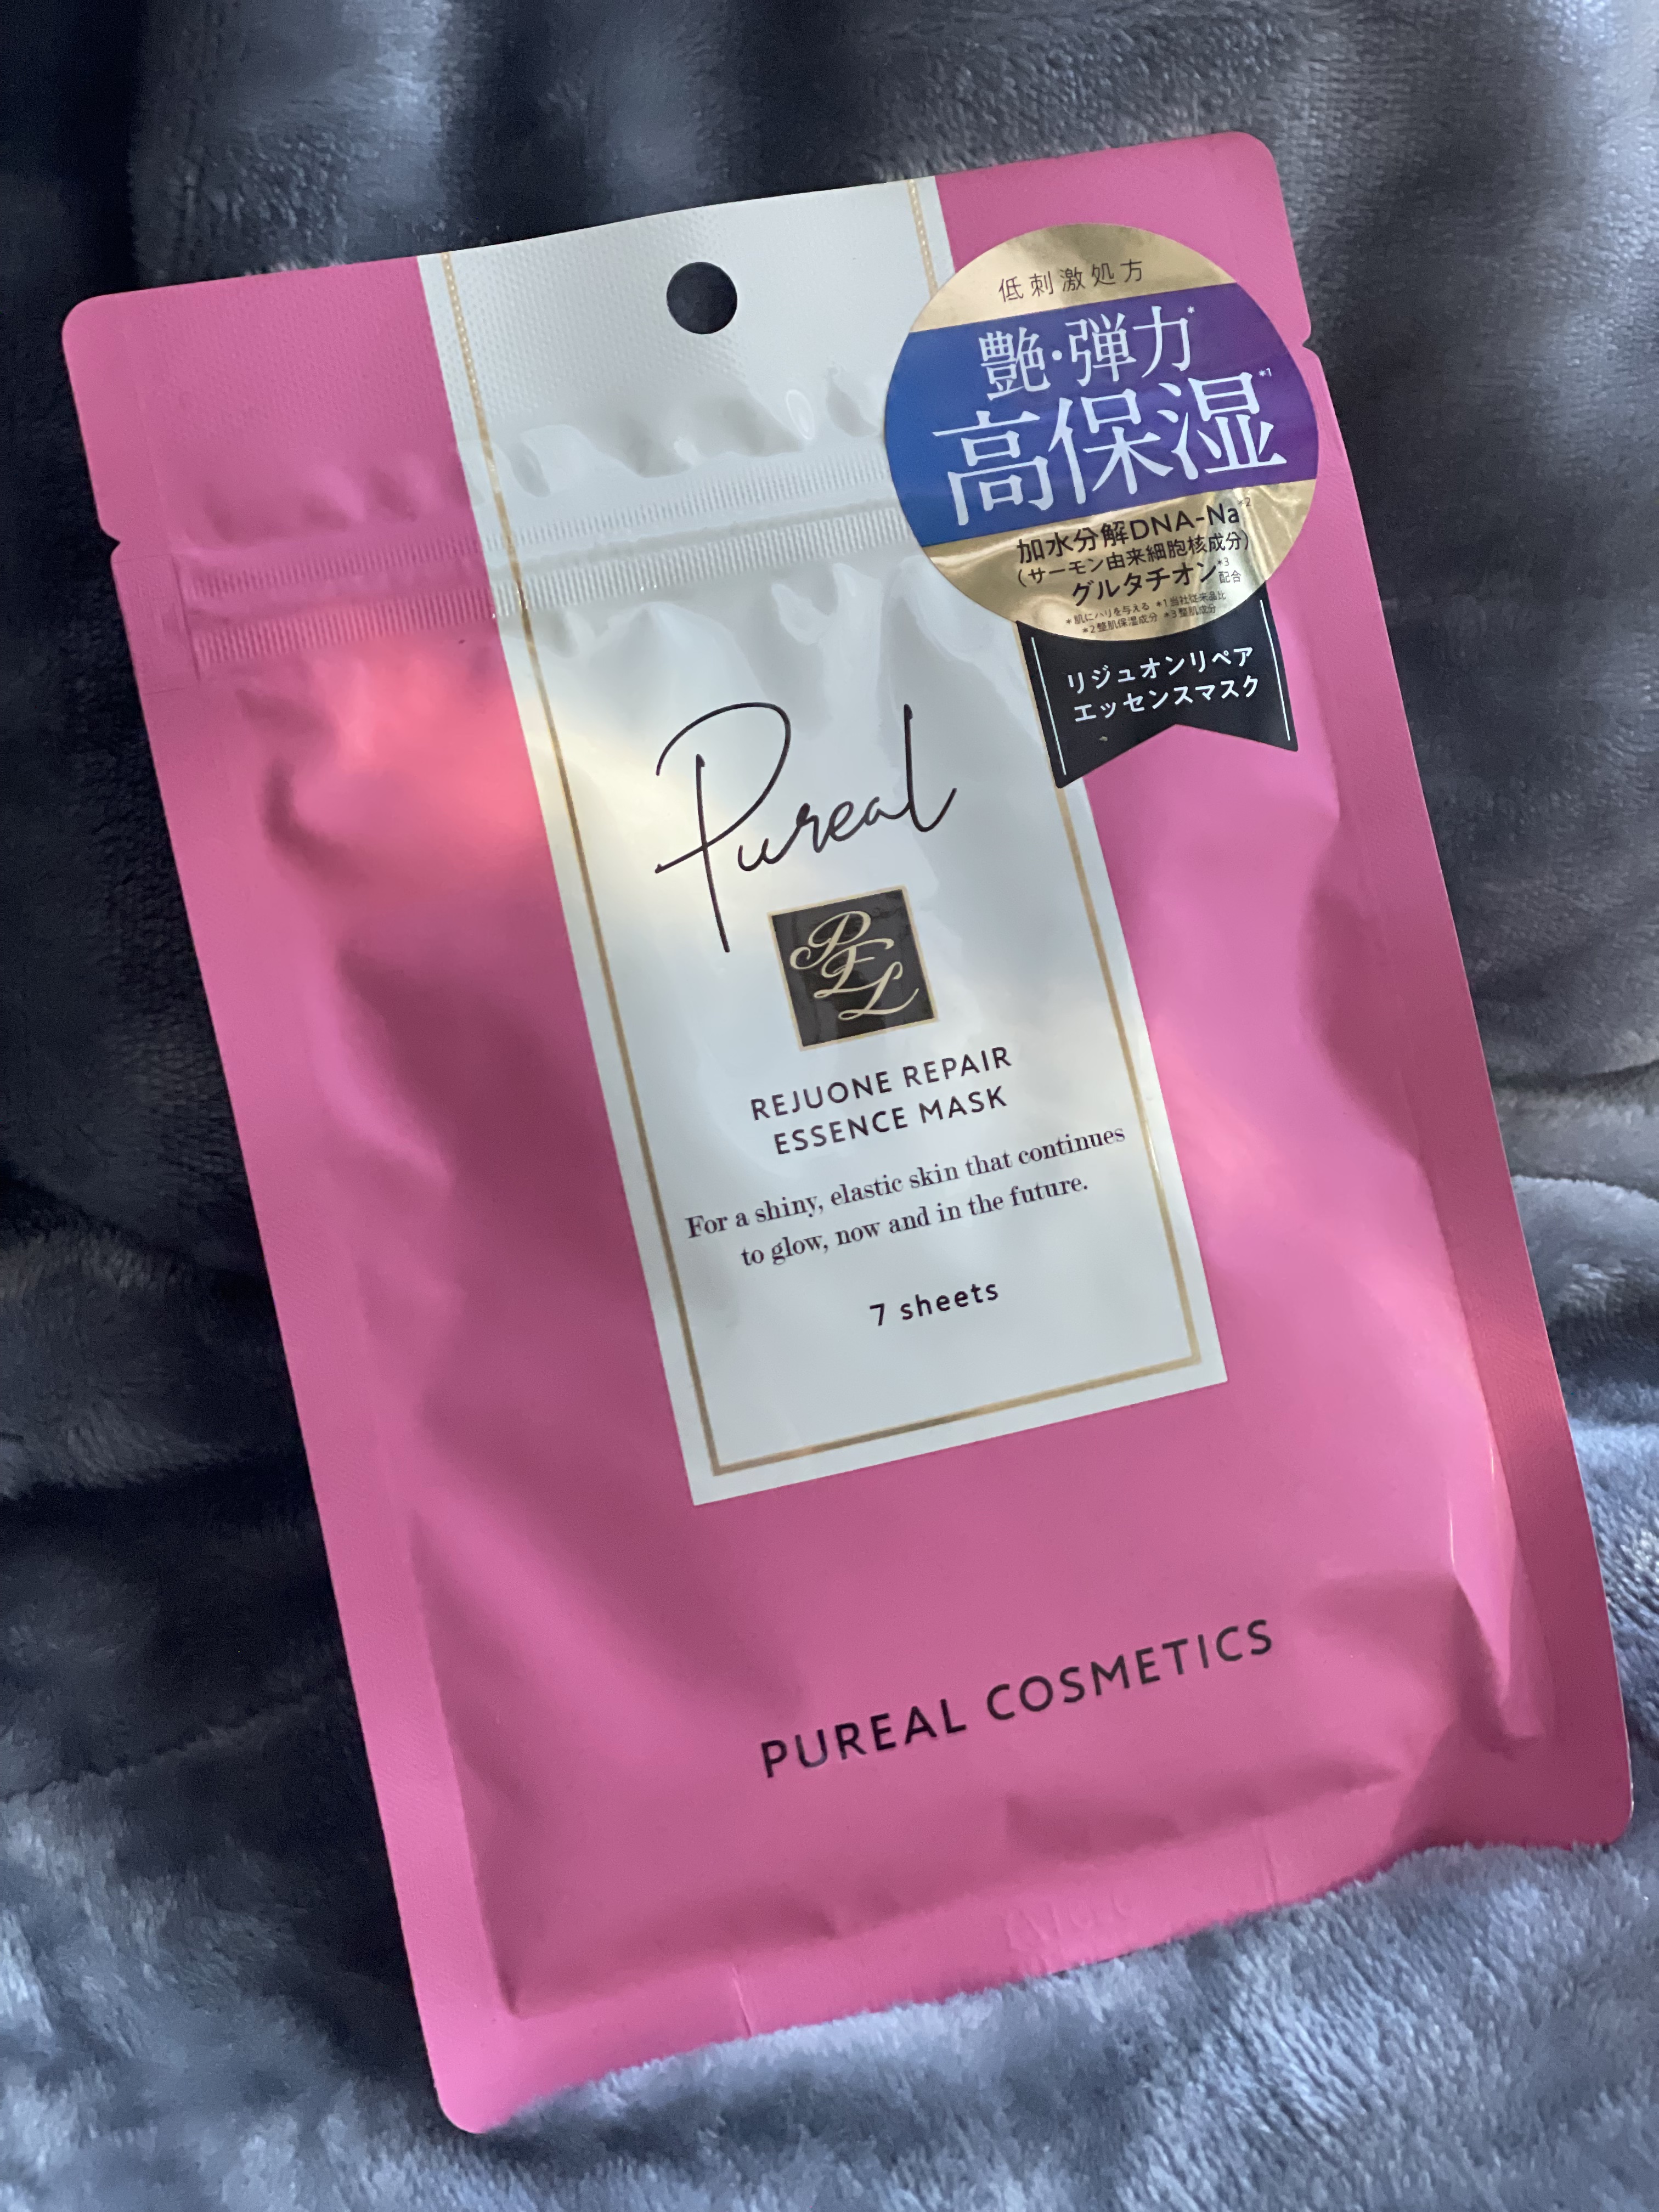 低刺激処方
艶・弾力*
高保湿*1
加水分解DNA-Na*2
(サーモン由来細胞核成分)
グルタチオン*3配合
*肌にハリを与える *1当社従来品比
*2整肌保湿成分 *3整肌成分
リジュオンリペア
エッセンスマスク
Pureal
PEL
REJUONE REPAIR
ESSENCE MASK
For a shiny, elastic skin that continues
to glow, now and in the future.
7 sheets
PUREAL COSMETICS